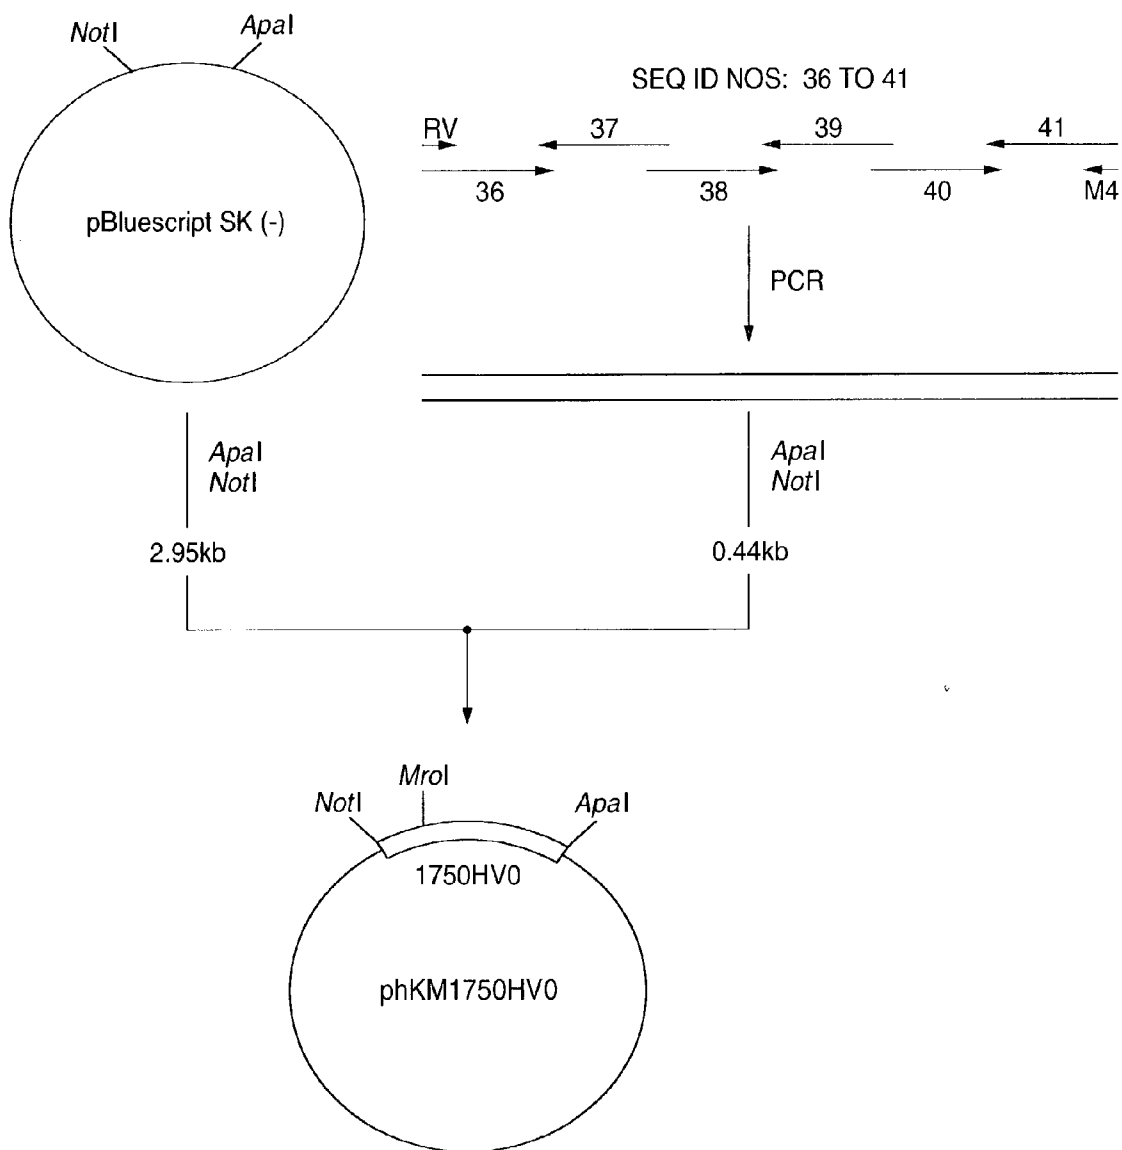 NotI
ApaI
pBluescript SK (-)
SEQ ID NOS: 36 TO 41
RV
37
39
41
36
38
40
M4
PCR
ApaI
NotI
ApaI
NotI
2.95kb
0.44kb
NotI
MroI
ApaI
1750HV0
phKM1750HV0